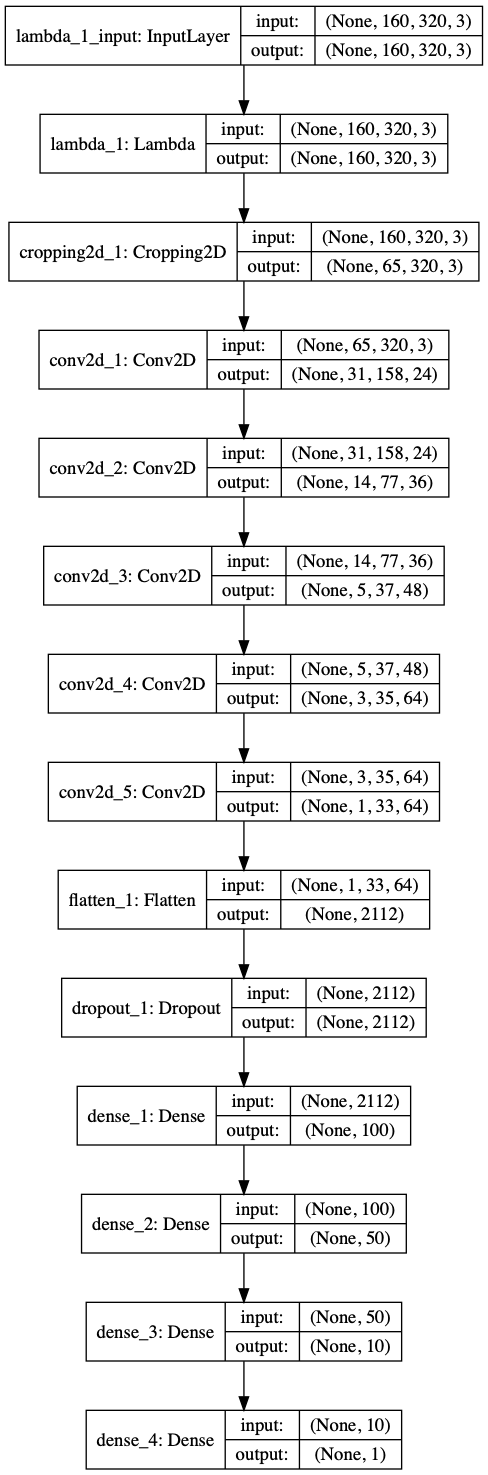 lambda_1_input: InputLayer
input: (None, 160, 320, 3)
output: (None, 160, 320, 3)
lambda_1: Lambda
input: (None, 160, 320, 3)
output: (None, 160, 320, 3)
cropping2d_1: Cropping2D
input: (None, 160, 320, 3)
output: (None, 65, 320, 3)
conv2d_1: Conv2D
input: (None, 65, 320, 3)
output: (None, 31, 158, 24)
conv2d_2: Conv2D
input: (None, 31, 158, 24)
output: (None, 14, 77, 36)
conv2d_3: Conv2D
input: (None, 14, 77, 36)
output: (None, 5, 37, 48)
conv2d_4: Conv2D
input: (None, 5, 37, 48)
output: (None, 3, 35, 64)
conv2d_5: Conv2D
input: (None, 3, 35, 64)
output: (None, 1, 33, 64)
flatten_1: Flatten
input: (None, 1, 33, 64)
output: (None, 2112)
dropout_1: Dropout
input: (None, 2112)
output: (None, 2112)
dense_1: Dense
input: (None, 2112)
output: (None, 100)
dense_2: Dense
input: (None, 100)
output: (None, 50)
dense_3: Dense
input: (None, 50)
output: (None, 10)
dense_4: Dense
input: (None, 10)
output: (None, 1)